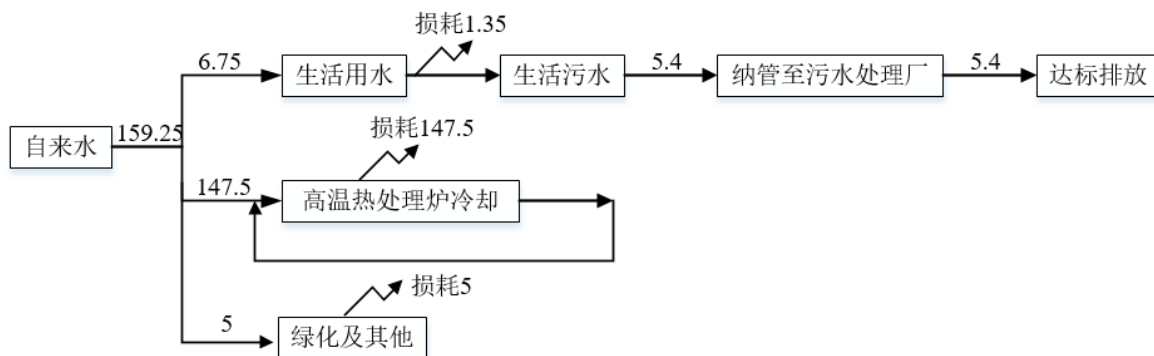 损耗1.35
6.75
生活用水
生活污水
5.4
纳管至污水处理厂
5.4
达标排放
自来水
159.25
损耗147.5
147.5
高温热处理炉冷却
损耗5
5
绿化及其他